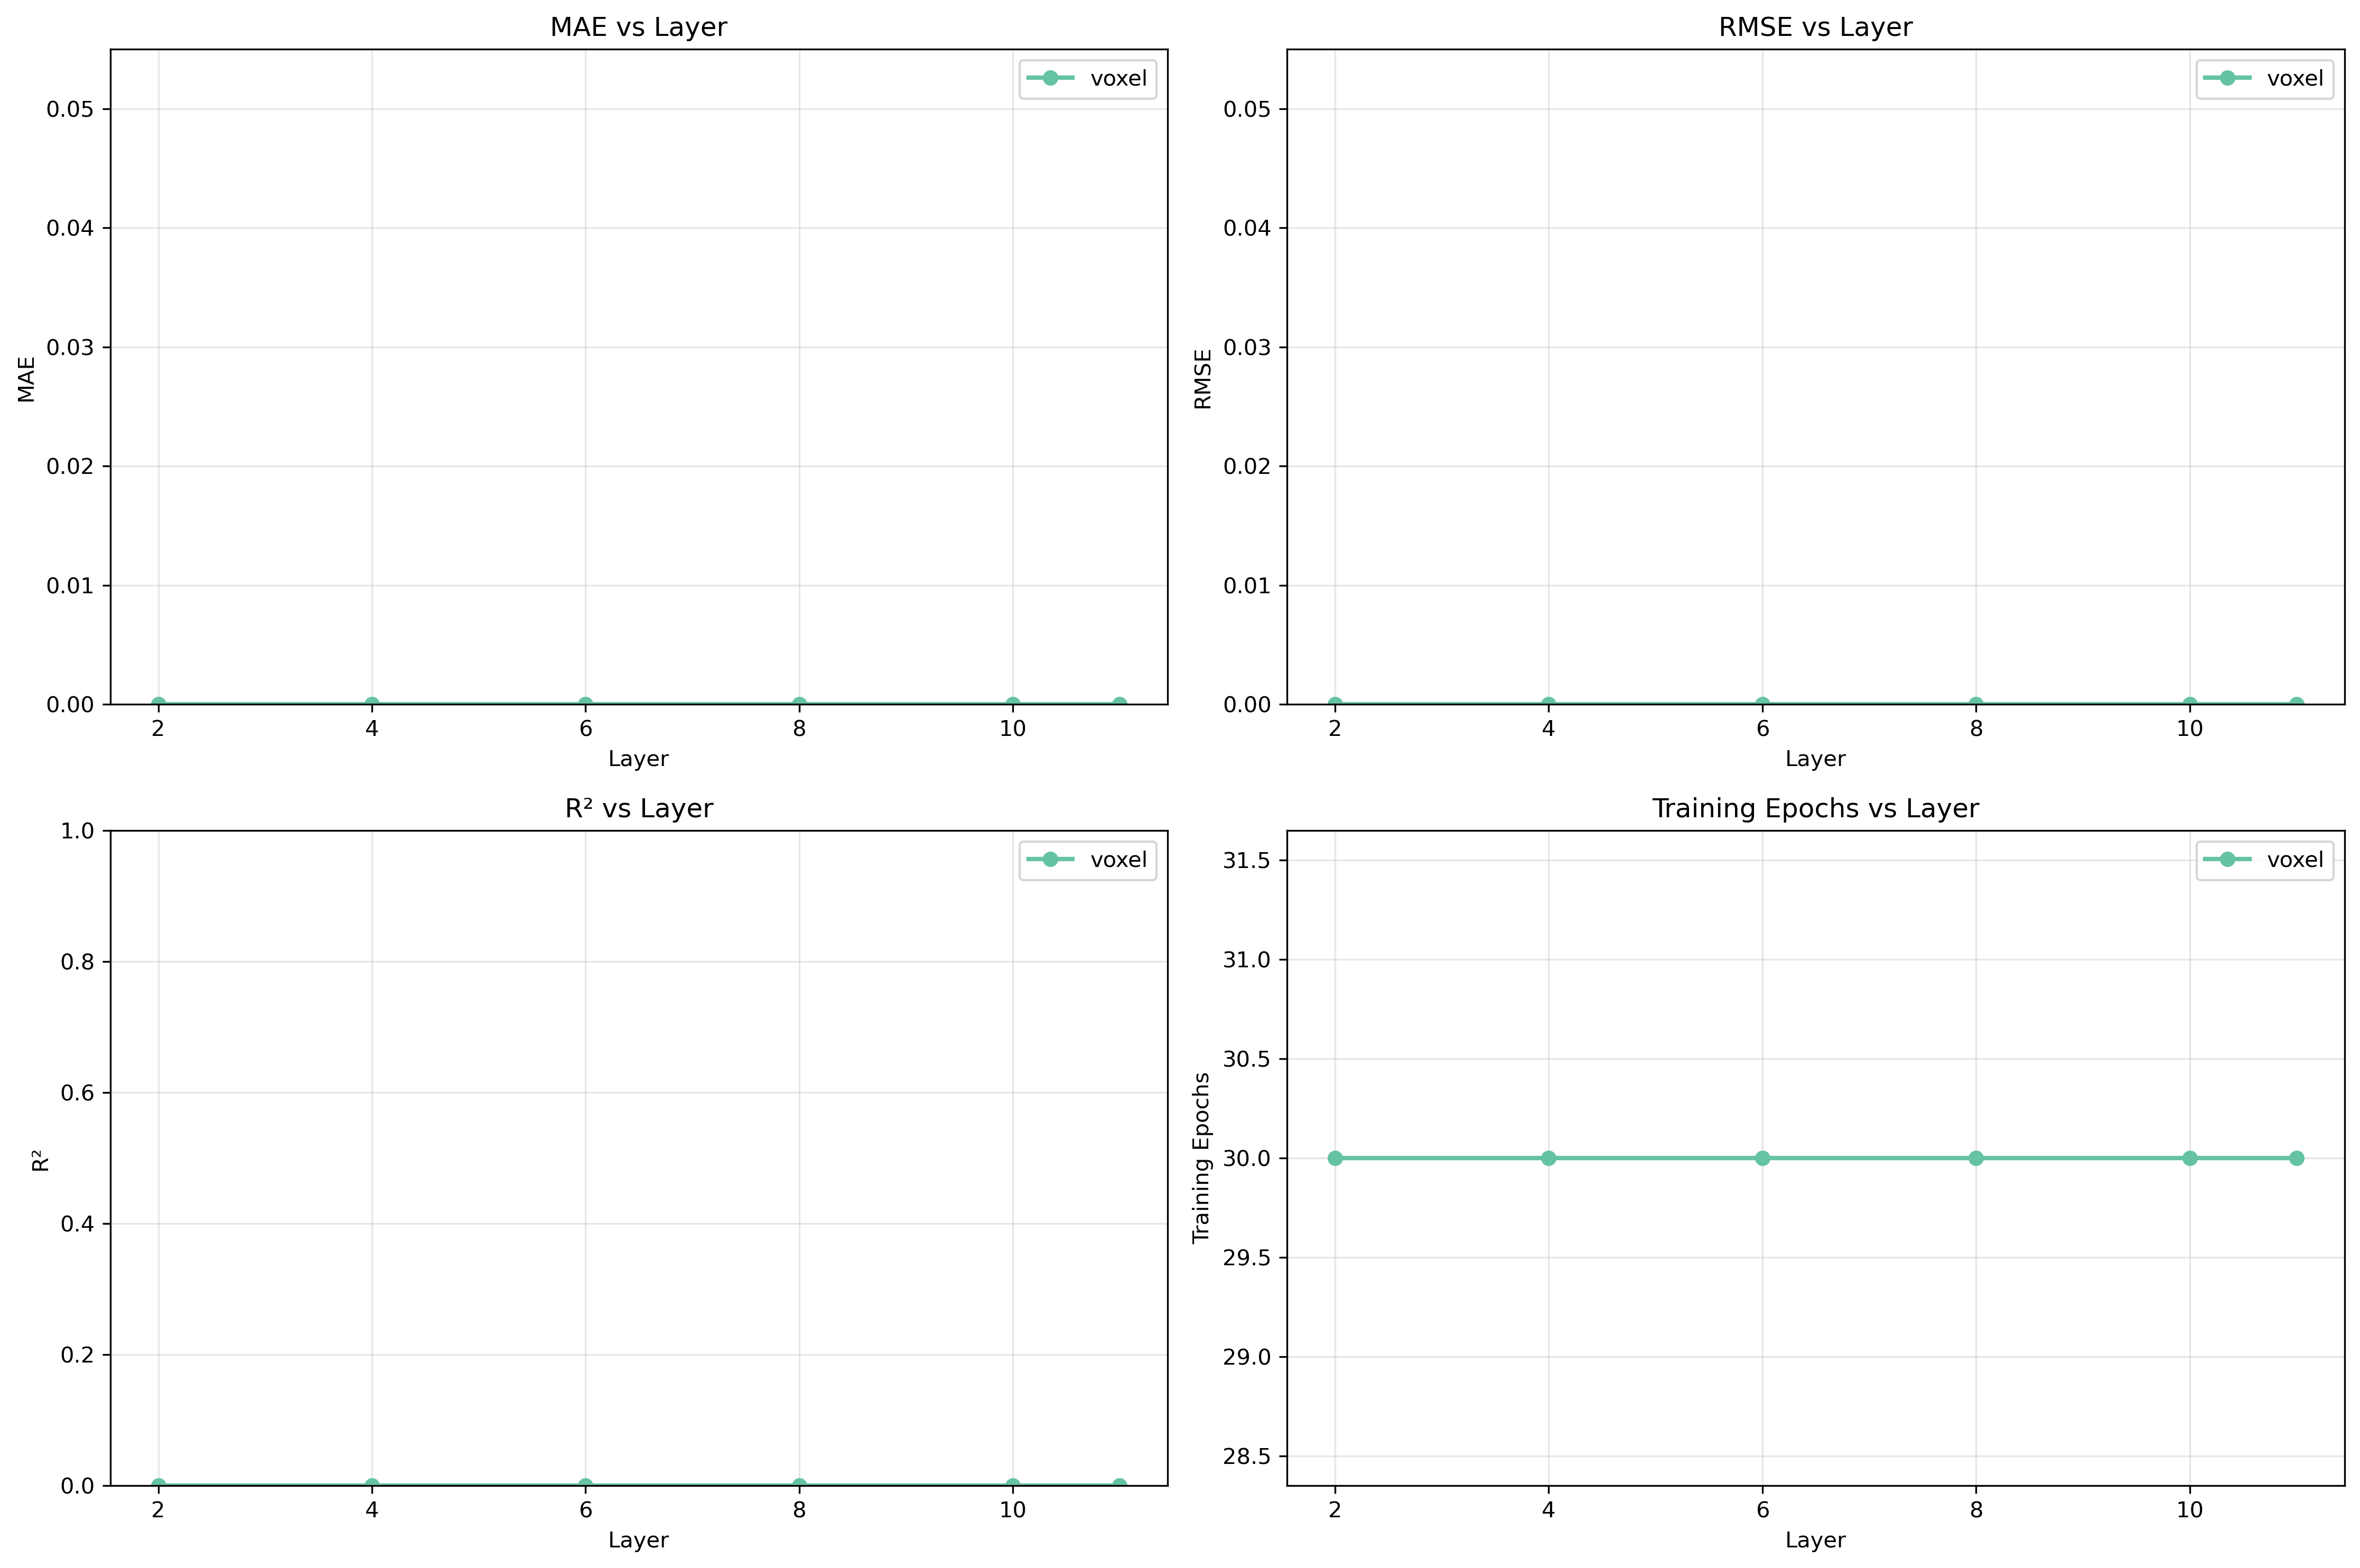 MAE vs Layer
voxel
0.05
0.04
0.03
0.02
0.01
0.00
MAE
2 4 6 8 10
Layer
RMSE vs Layer
voxel
0.05
0.04
0.03
0.02
0.01
0.00
RMSE
2 4 6 8 10
Layer
R² vs Layer
voxel
1.0
0.8
0.6
0.4
0.2
0.0
R²
2 4 6 8 10
Layer
Training Epochs vs Layer
voxel
31.5
31.0
30.5
30.0
29.5
29.0
28.5
Training Epochs
2 4 6 8 10
Layer